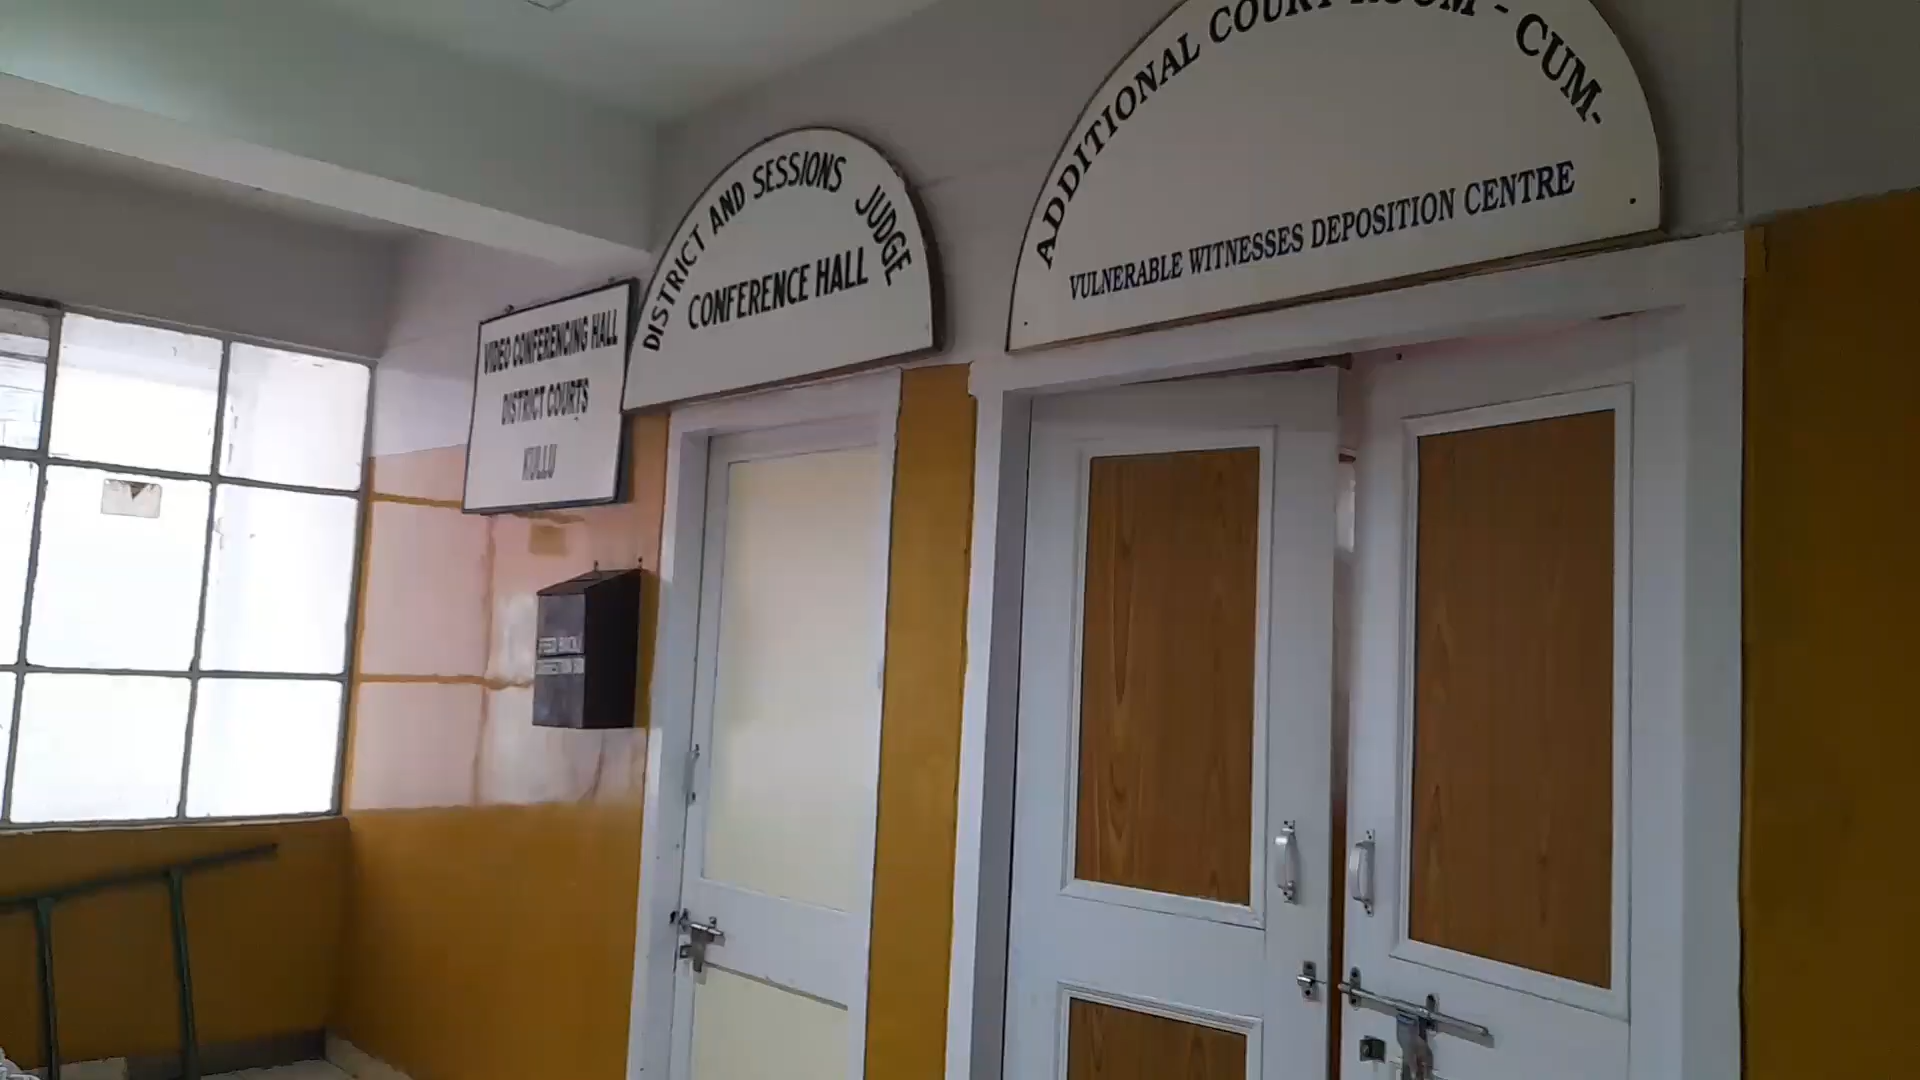 VIDEO CONFERENCING HALL
DISTRICT COURTS
KULLU
DISTRICT AND SESSIONS JUDGE
CONFERENCE HALL
ADDITIONAL COURT ROOM - CUM-
VULNERABLE WITNESSES DEPOSITION CENTRE